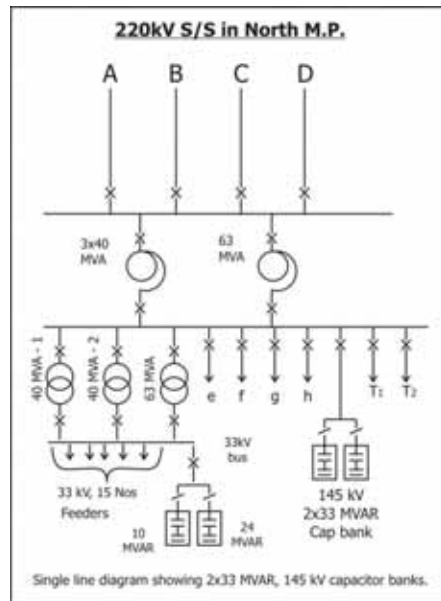 220kV S/S in North M.P.
A B C D
3x40
MVA
63
MVA
40 MVA - 1
40 MVA - 2
63 MVA
e f g h T1 T2
33kV
bus
33 kV, 15 Nos
Feeders
10
MVAR
24
MVAR
145 kV
2x33 MVAR
Cap bank
Single line diagram showing 2x33 MVAR, 145 kV capacitor banks.